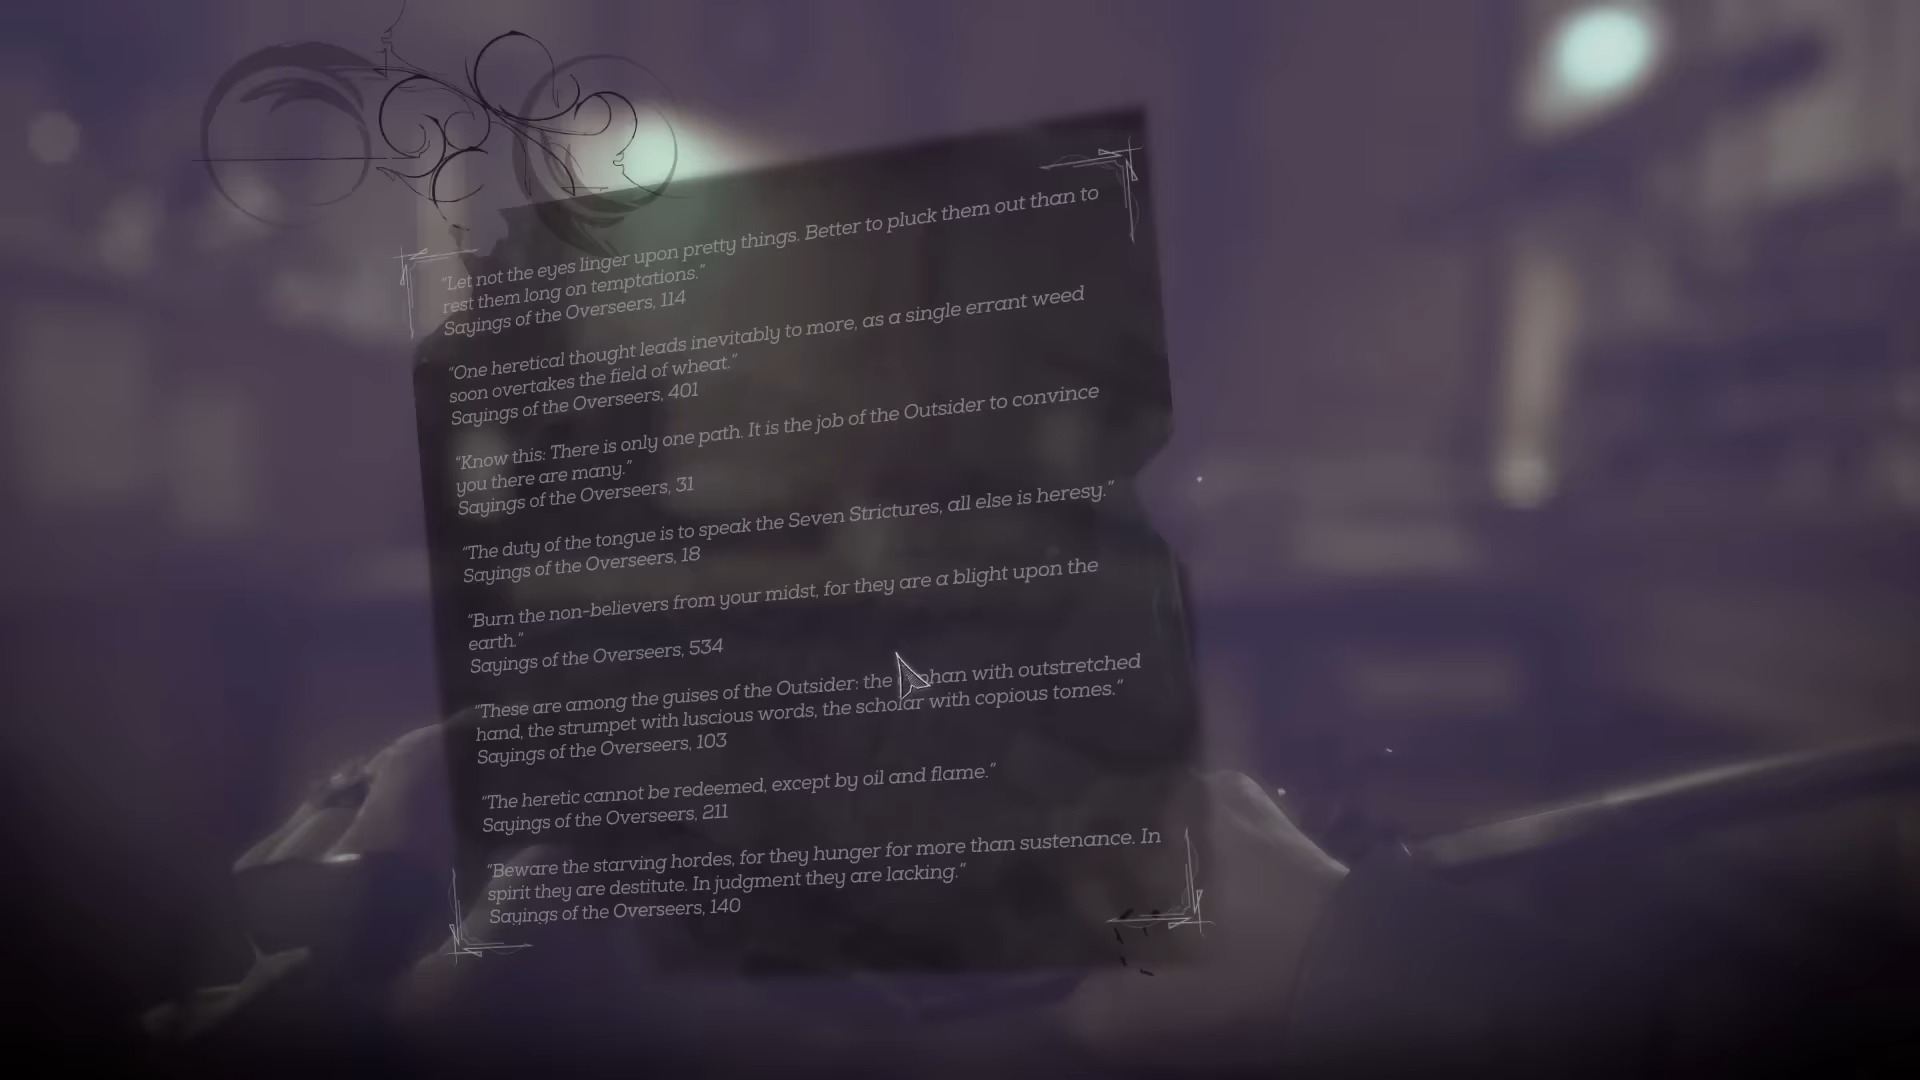 “Let not the eyes linger upon pretty things. Better to pluck them out than to
rest them long on temptations.”
Sayings of the Overseers, 114
“One heretical thought leads inevitably to more, as a single errant weed
soon overtakes the field of wheat.”
Sayings of the Overseers, 401
“Know this: There is only one path. It is the job of the Outsider to convince
you there are many.”
Sayings of the Overseers, 31
“The duty of the tongue is to speak the Seven Strictures, all else is heresy.”
Sayings of the Overseers, 18
“Burn the non-believers from your midst, for they are a blight upon the
earth.”
Sayings of the Overseers, 534
“These are among the guises of the Outsider: the with outstretched
hand, the strumpet with luscious words, the scholar with copious tomes.”
Sayings of the Overseers, 103
“The heretic cannot be redeemed, except by oil and flame.”
Sayings of the Overseers, 211
“Beware the starving hordes, for they hunger for more than sustenance. In
spirit they are destitute. In judgment they are lacking.”
Sayings of the Overseers, 140